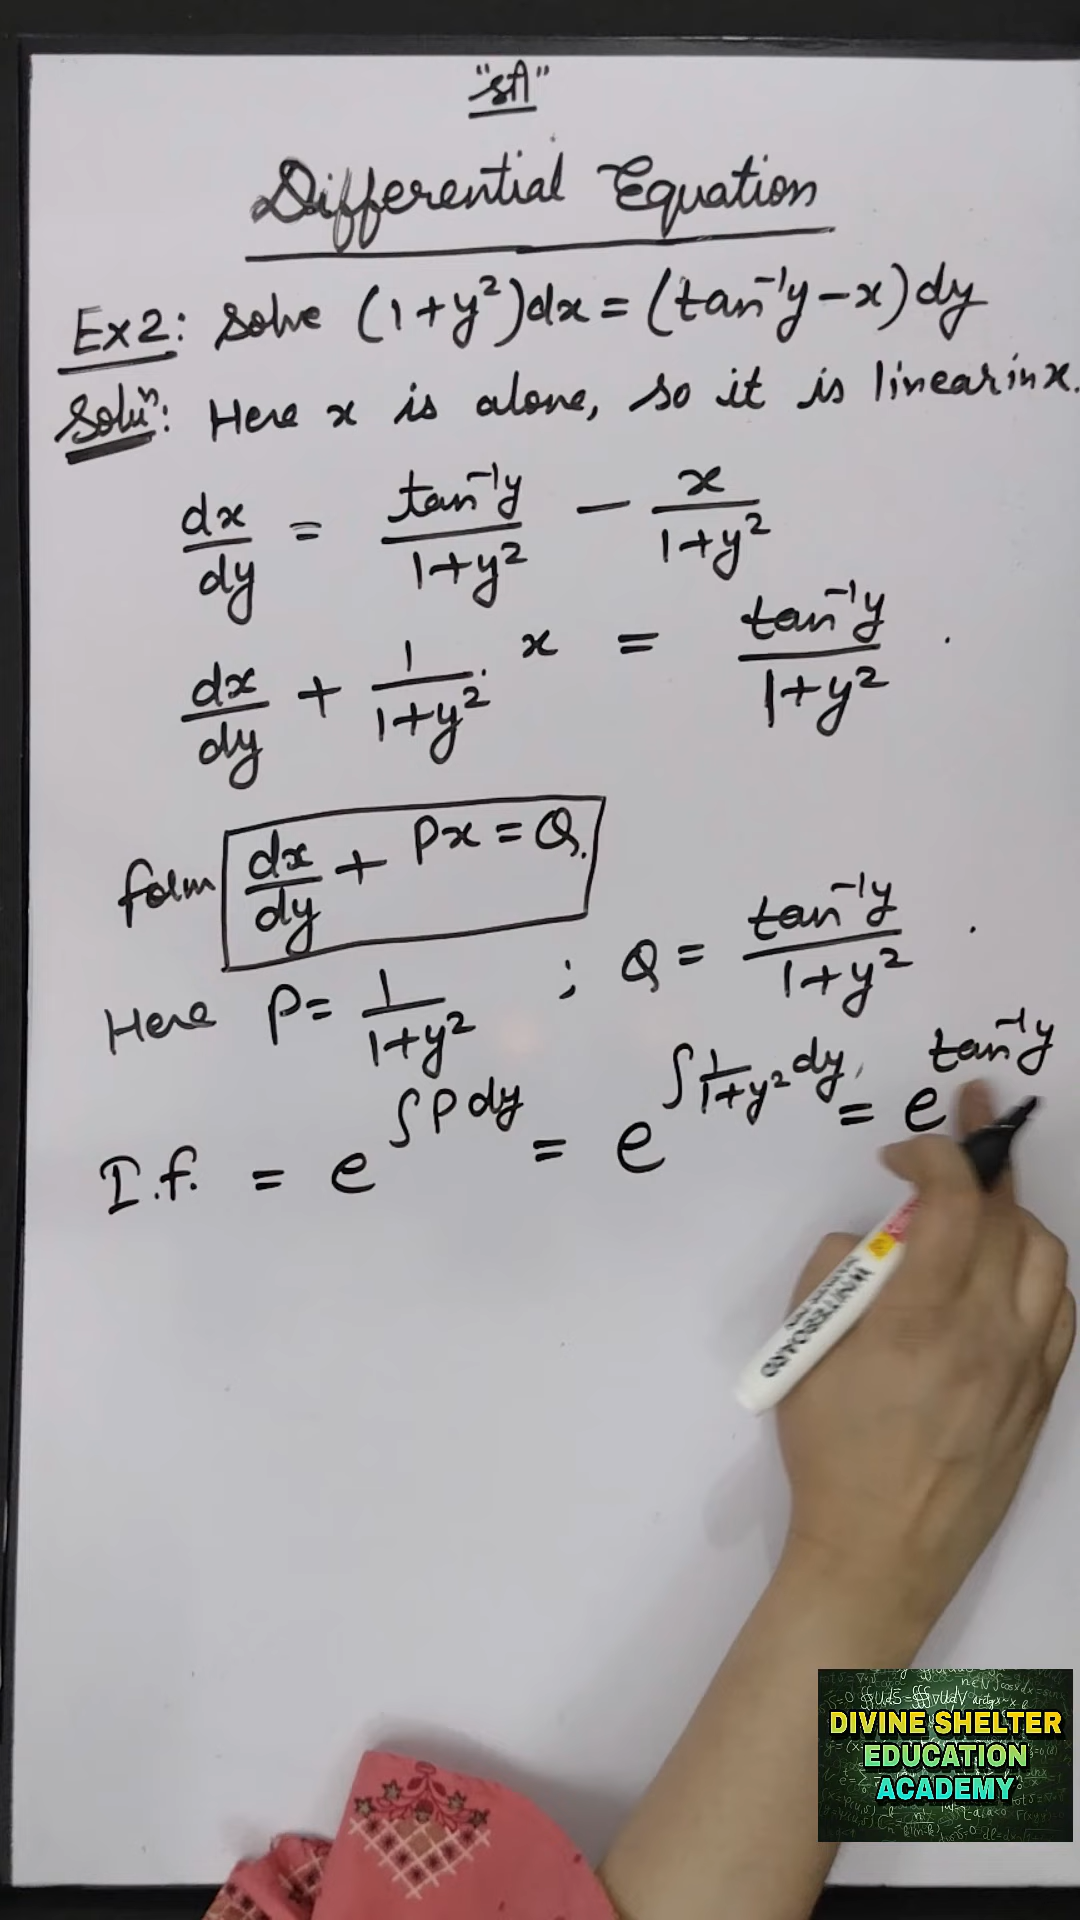 "श्री"
Differential Equation
Ex2: Solve (1+y²)dx = (tan⁻¹y − x)dy
Soluⁿ: Here x is alone, so it is linear in x.
dx/dy = tan⁻¹y/1+y² − x/1+y²
dx/dy + 1/1+y² . x = tan⁻¹y/1+y² .
form dx/dy + Px = Q.
Here P = 1/1+y² ; Q = tan⁻¹y/1+y² .
I.f. = e^∫P dy = e^∫1/1+y² dy = e^tan⁻¹y
WHITEBOARD
DIVINE SHELTER
EDUCATION
ACADEMY